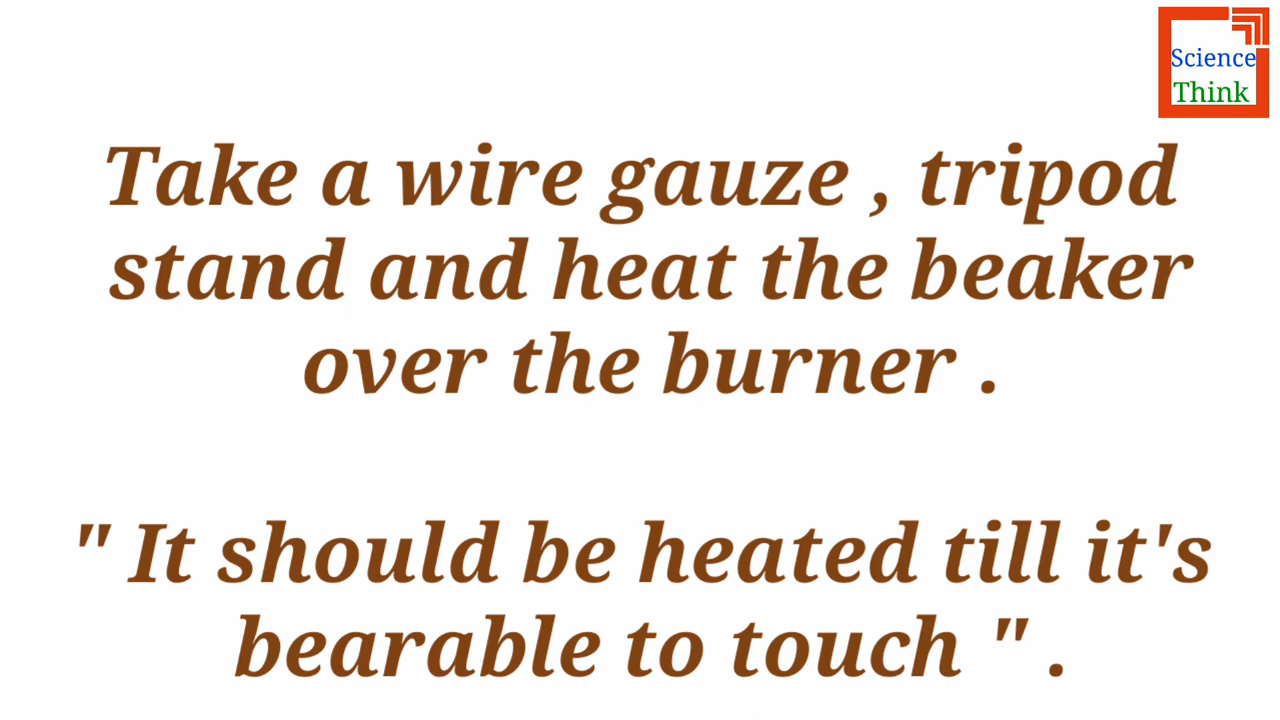 Science
Think
Take a wire gauze , tripod
stand and heat the beaker
over the burner .
" It should be heated till it's
bearable to touch " .